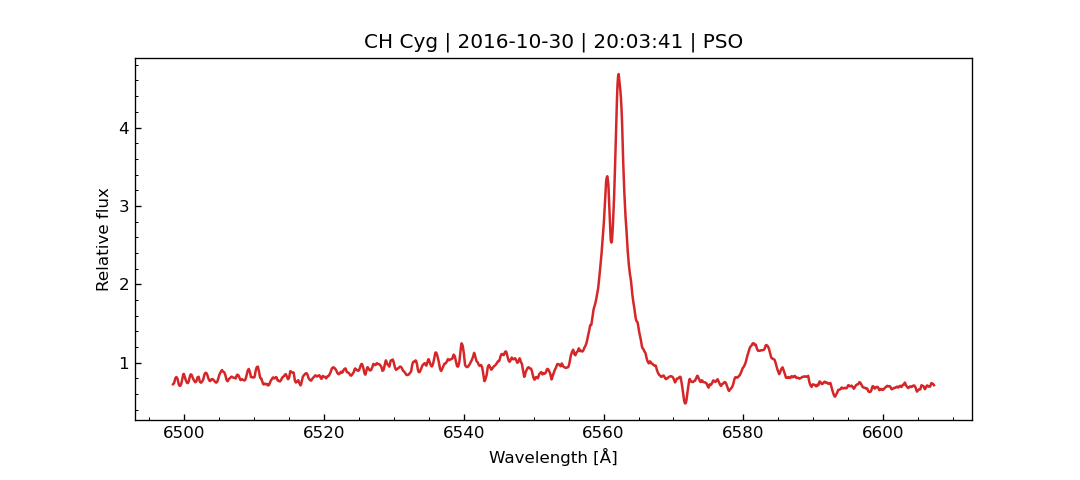 CH Cyg | 2016-10-30 | 20:03:41 | PSO
Relative flux
4
3
2
1
6500 6520 6540 6560 6580 6600
Wavelength [Å]